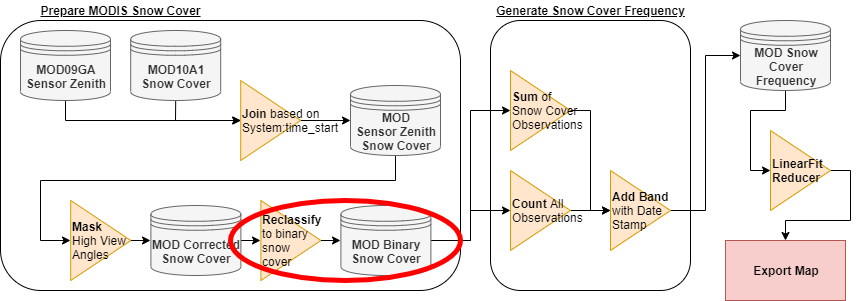 Prepare MODIS Snow Cover
Generate Snow Cover Frequency
MOD09GA
Sensor Zenith
MOD10A1
Snow Cover
Join based on
System:time_start
MOD
Sensor Zenith
Snow Cover
Mask
High View
Angles
MOD Corrected
Snow Cover
Reclassify
to binary
snow
cover
MOD Binary
Snow Cover
Sum of
Snow Cover
Observations
Count All
Observations
Add Band
with Date
Stamp
MOD Snow
Cover
Frequency
LinearFit
Reducer
Export Map